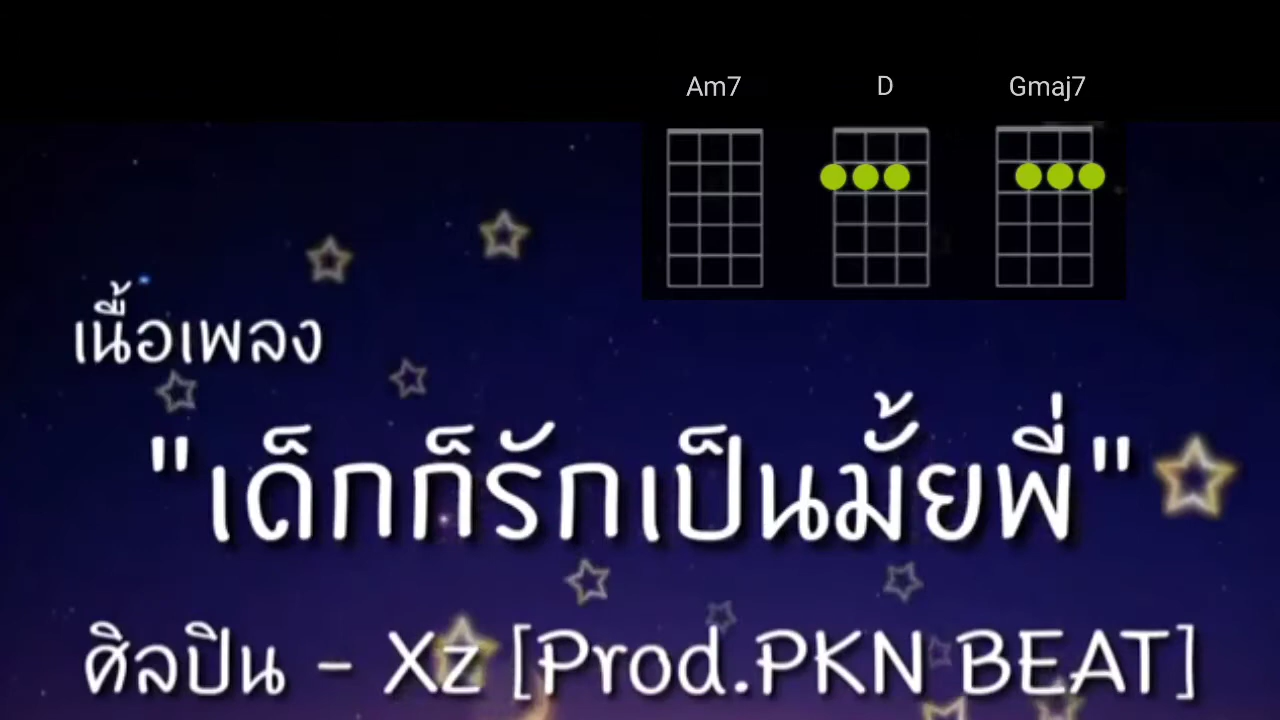 Am7 D Gmaj7
เนื้อเพลง
"เด็กก็รักเป็นมั้ยพี่"
ศิลปิน - Xz [Prod.PKN BEAT]